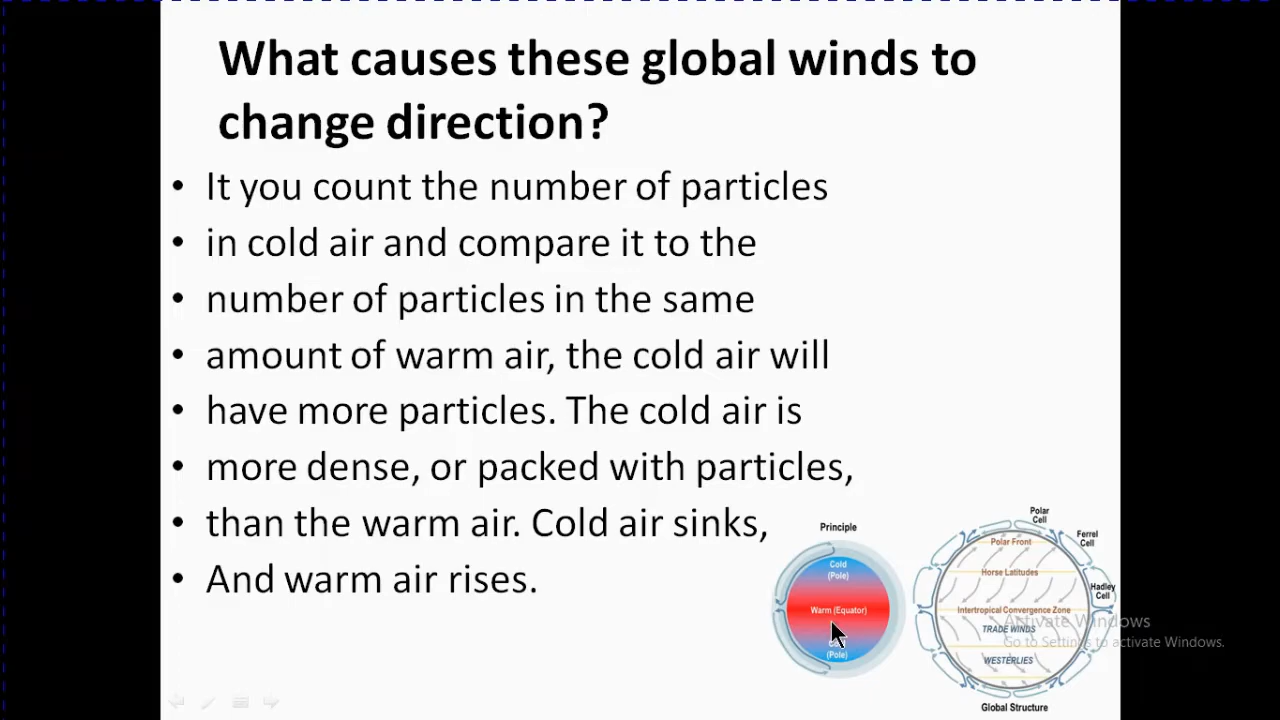 What causes these global winds to
change direction?
• It you count the number of particles
• in cold air and compare it to the
• number of particles in the same
• amount of warm air, the cold air will
• have more particles. The cold air is
• more dense, or packed with particles,
• than the warm air. Cold air sinks,
• And warm air rises.
Principle
Cold
(Pole)
Warm (Equator)
Cold
(Pole)
Polar
Cell
Ferrel
Cell
Polar Front
Horse Latitudes
Hadley
Cell
Intertropical Convergence Zone
TRADE WINDS
WESTERLIES
Global Structure
Activate Windows
Go to Settings to activate Windows.